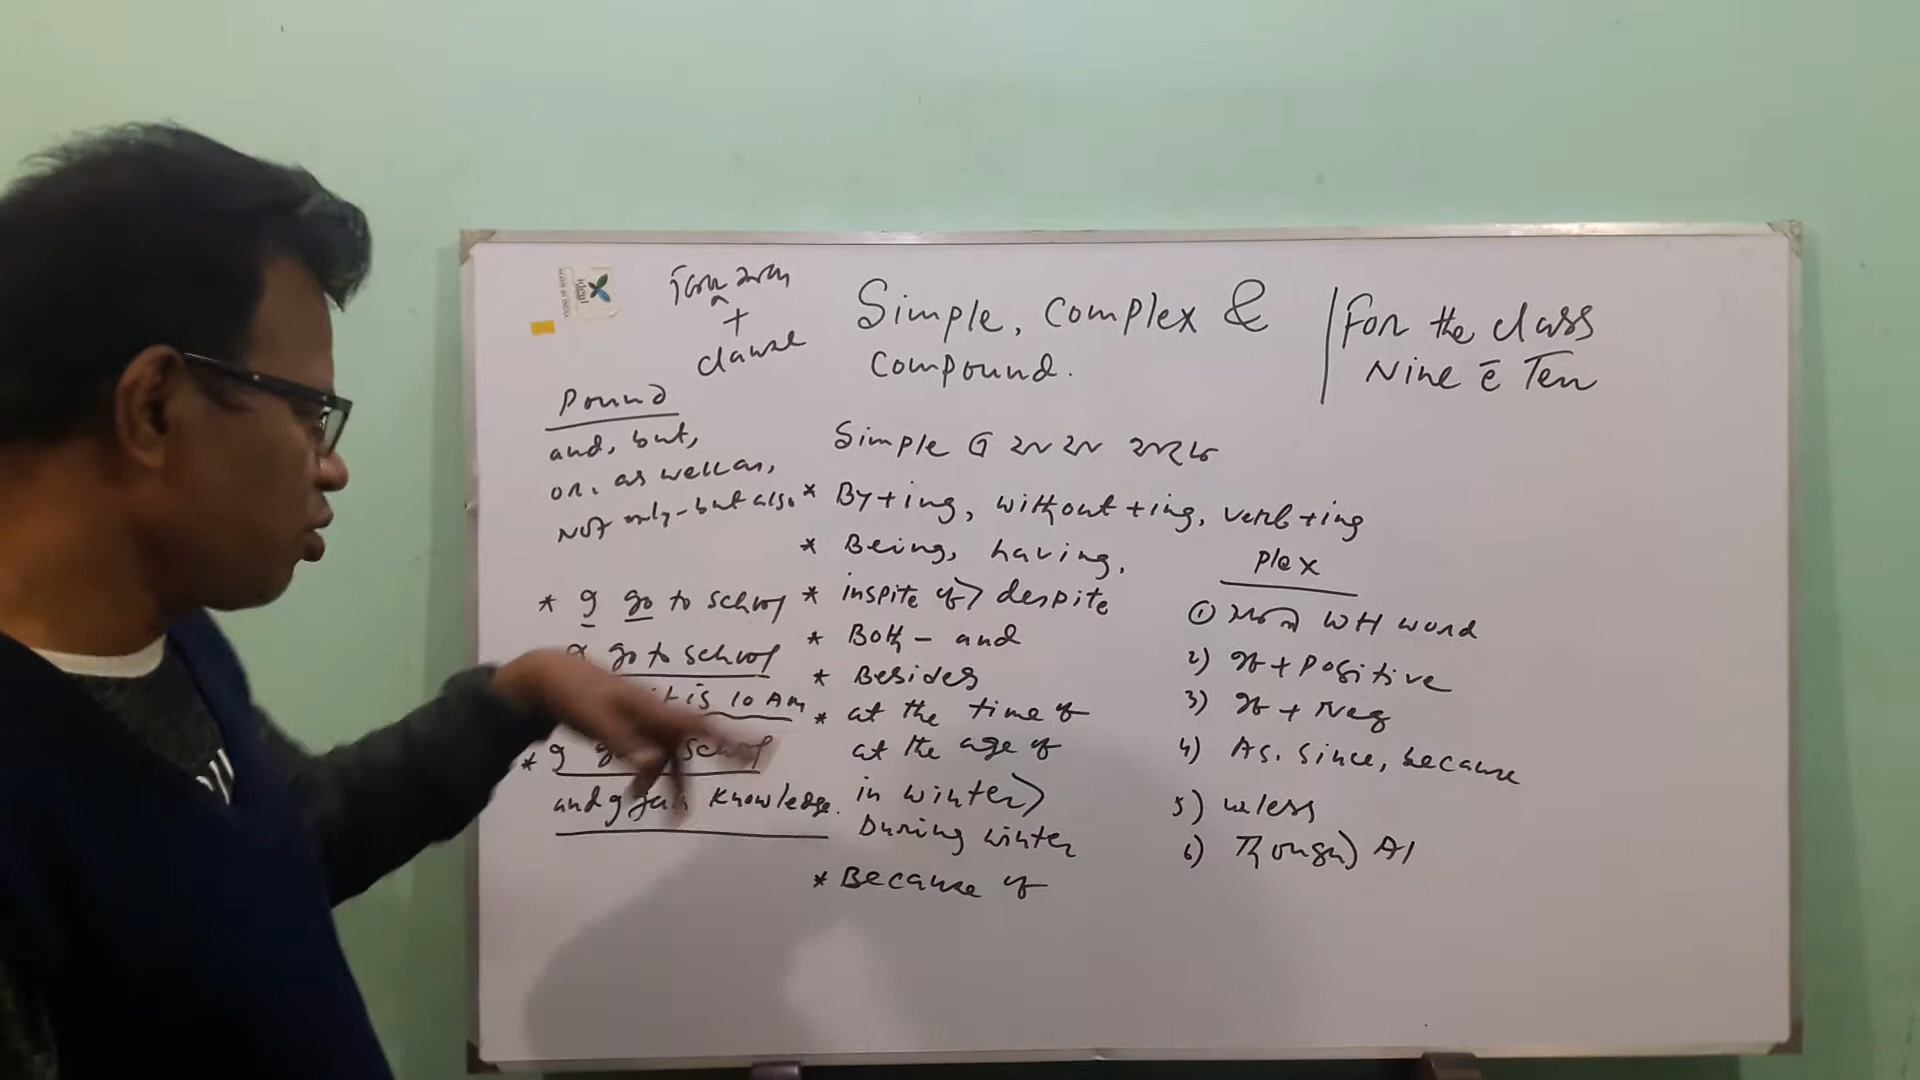 Simple, Complex &
Compound.
For the class
Nine ē Ten
+
clause
Pound
and, but,
or, as well as,
Not only-but also
* I go to school
I go to school
it is 10 Am
* I go school
and I gain knowledge.
Simple এ
* By+ing, without+ing, verb+ing
* Being, having,
* inspite of > despite
* Both - and
* Besides
* at the time of
at the age of
in winter >
During winter
* Because of
Plex
① WH word
2) If + Positive
3) If + Neg
4) As. Since, because
5) unless
6) Though) Al